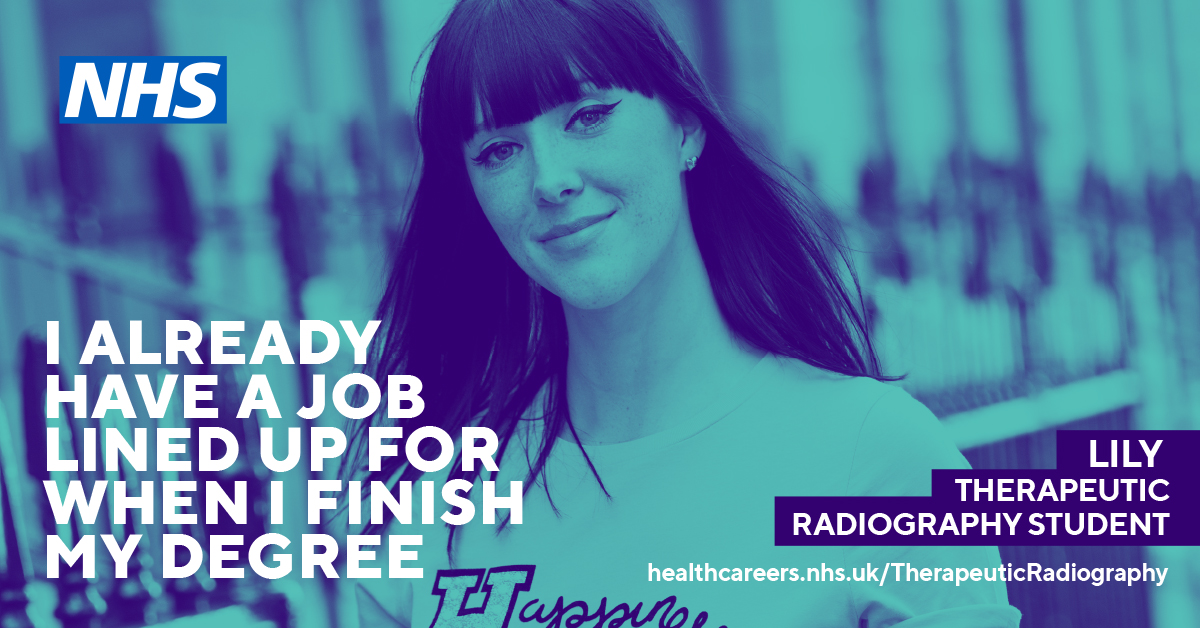 NHS
I ALREADY
HAVE A JOB
LINED UP FOR
WHEN I FINISH
MY DEGREE
LILY
THERAPEUTIC
RADIOGRAPHY STUDENT
healthcareers.nhs.uk/TherapeuticRadiography